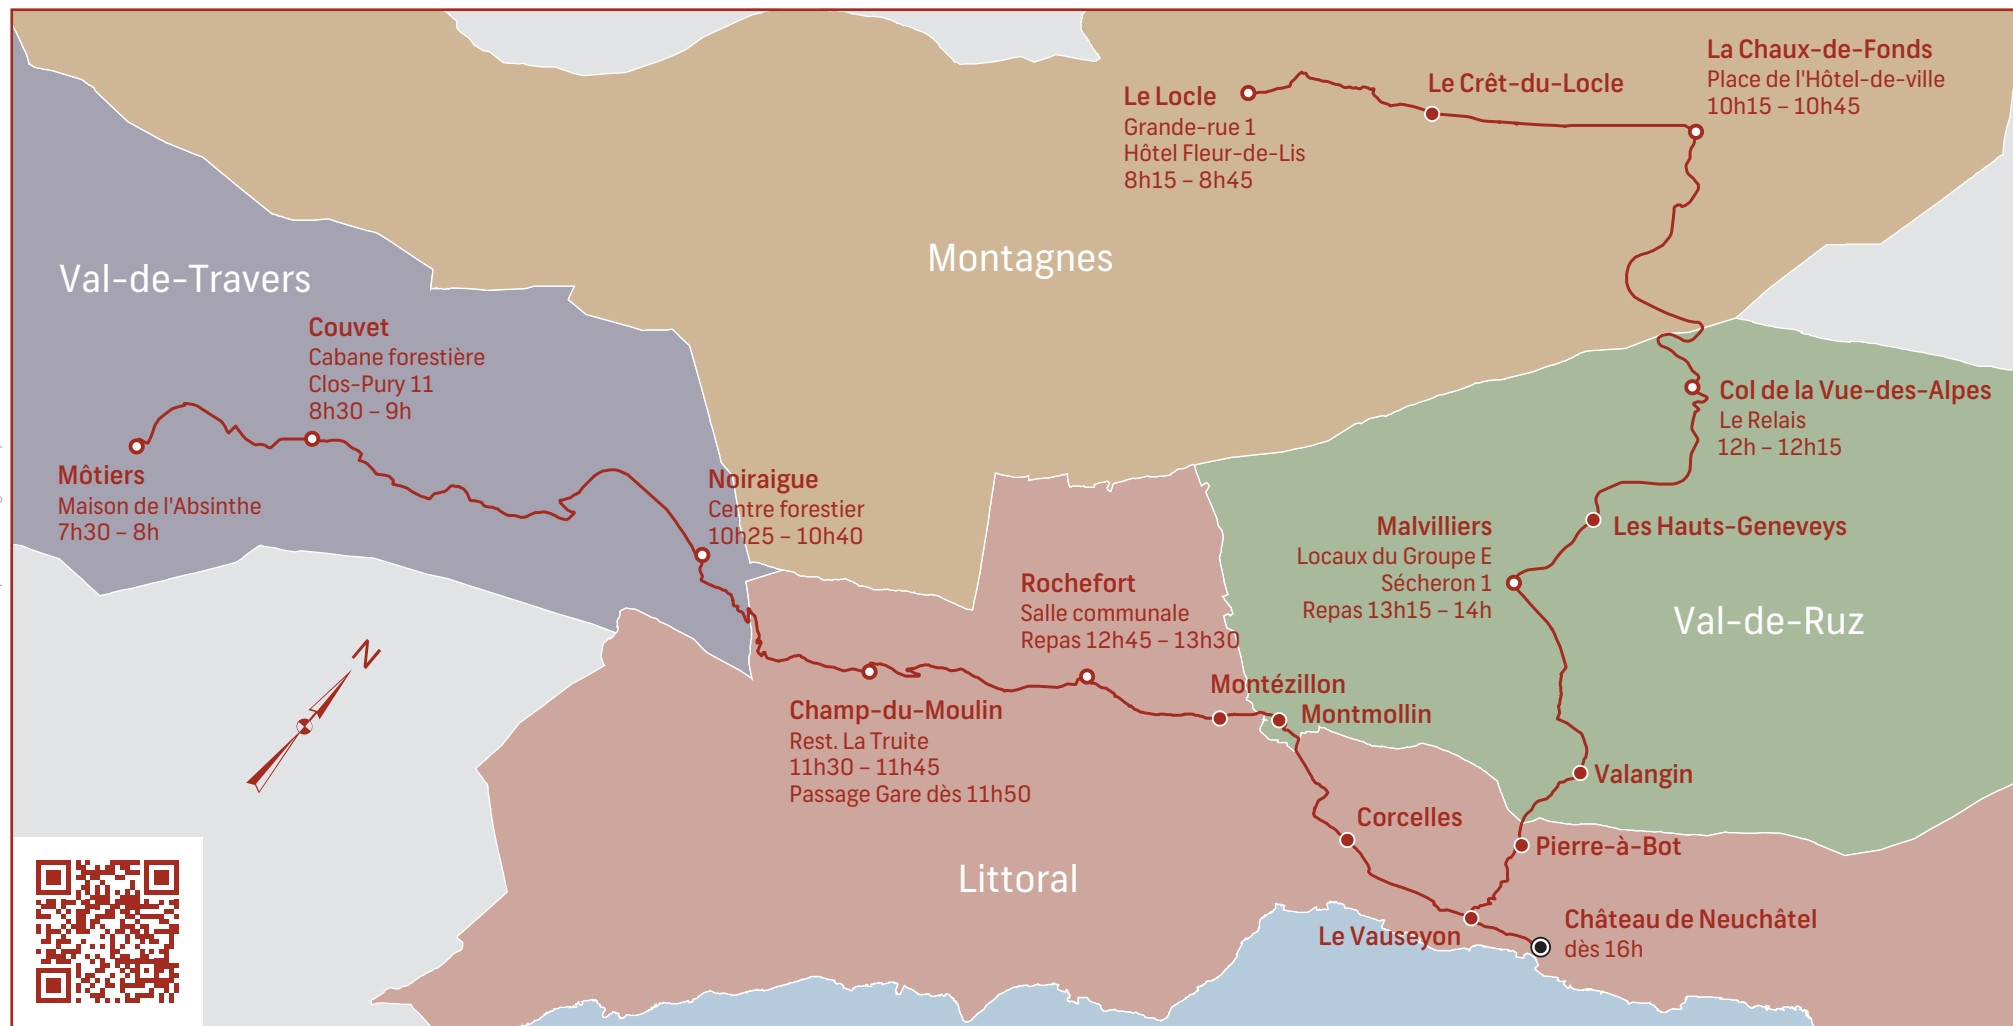 La Chaux-de-Fonds
Place de l'Hôtel-de-ville
10h15 – 10h45
Le Crêt-du-Locle
Le Locle
Grande-rue 1
Hôtel Fleur-de-Lis
8h15 – 8h45
Montagnes
Val-de-Travers
Couvet
Cabane forestière
Clos-Pury 11
8h30 – 9h
Môtiers
Maison de l'Absinthe
7h30 – 8h
Noiraigue
Centre forestier
10h25 – 10h40
Col de la Vue-des-Alpes
Le Relais
12h – 12h15
Les Hauts-Geneveys
Malvilliers
Locaux du Groupe E
Sécheron 1
Repas 13h15 – 14h
Val-de-Ruz
Rochefort
Salle communale
Repas 12h45 – 13h30
N
Champ-du-Moulin
Rest. La Truite
11h30 – 11h45
Passage Gare dès 11h50
Montézillon
Montmollin
Valangin
Corcelles
Pierre-à-Bot
Littoral
Le Vauseyon
Château de Neuchâtel
dès 16h